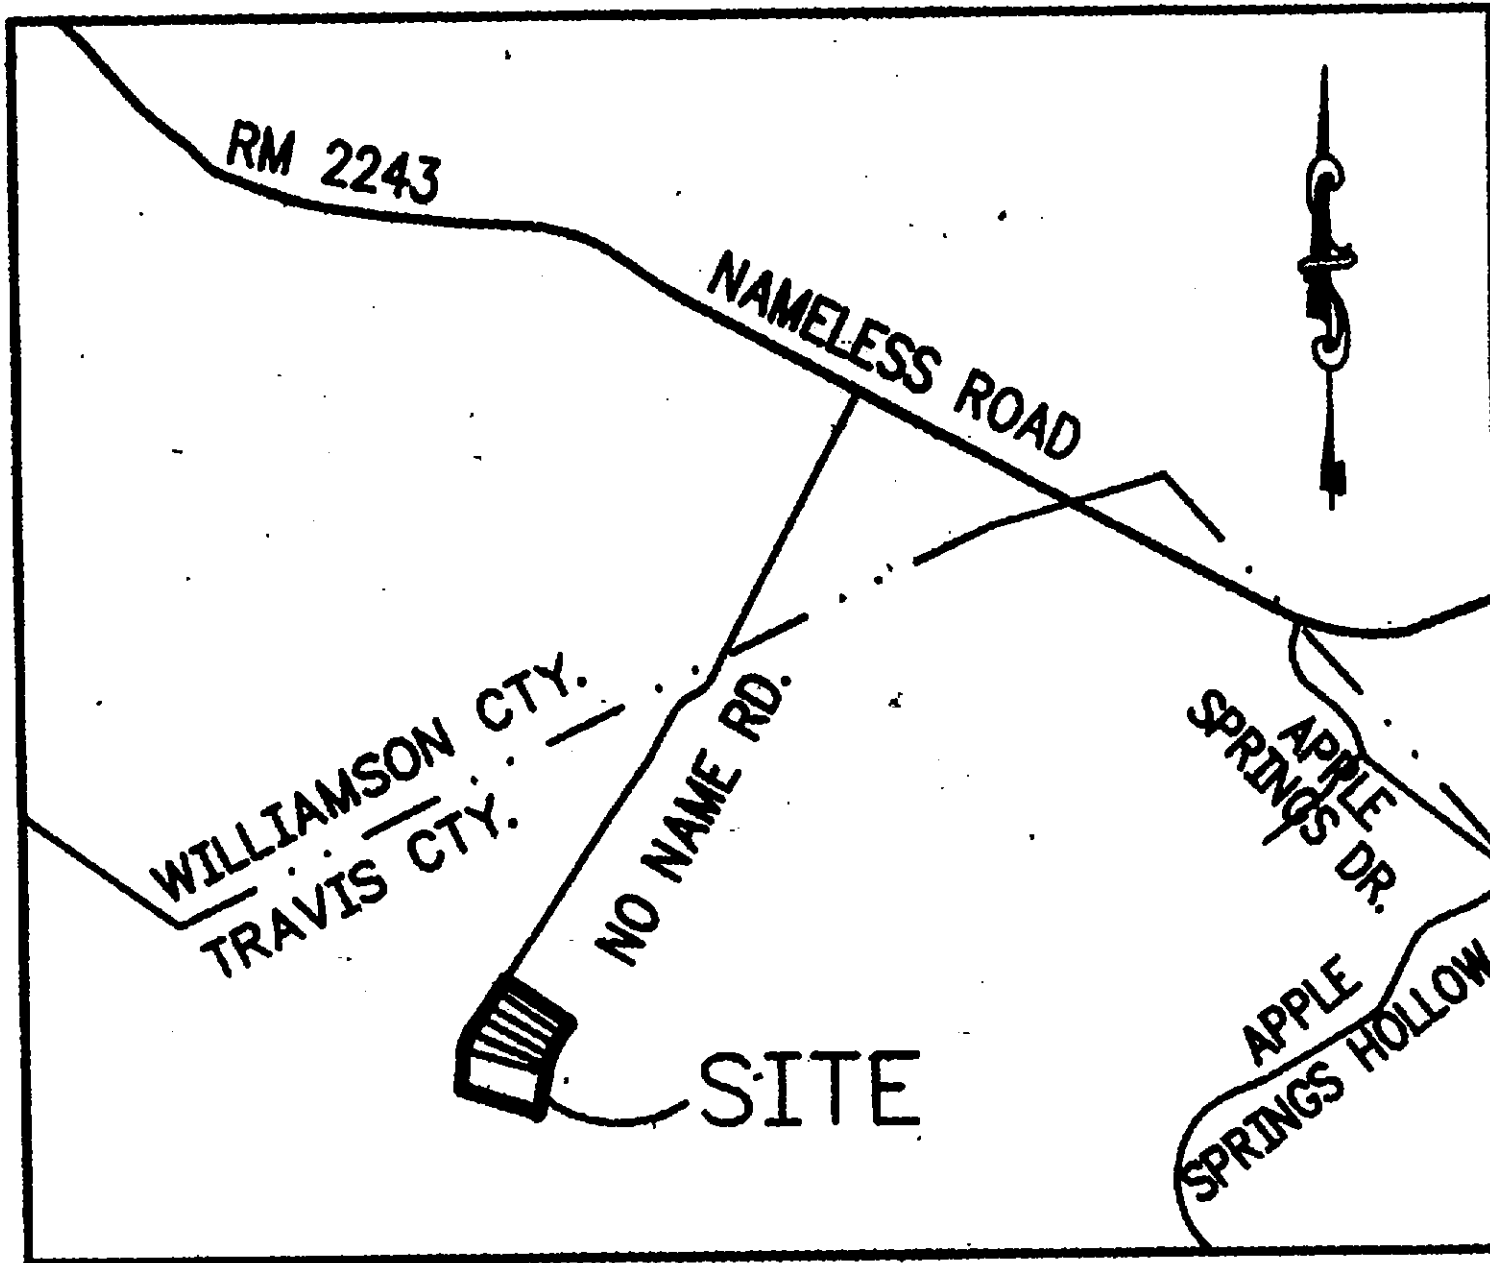 RM 2243
NAMELESS ROAD
WILLIAMSON CTY.
TRAVIS CTY.
NO NAME RD.
APPLE
SPRINGS DR.
APPLE
SPRINGS HOLLOW
SITE